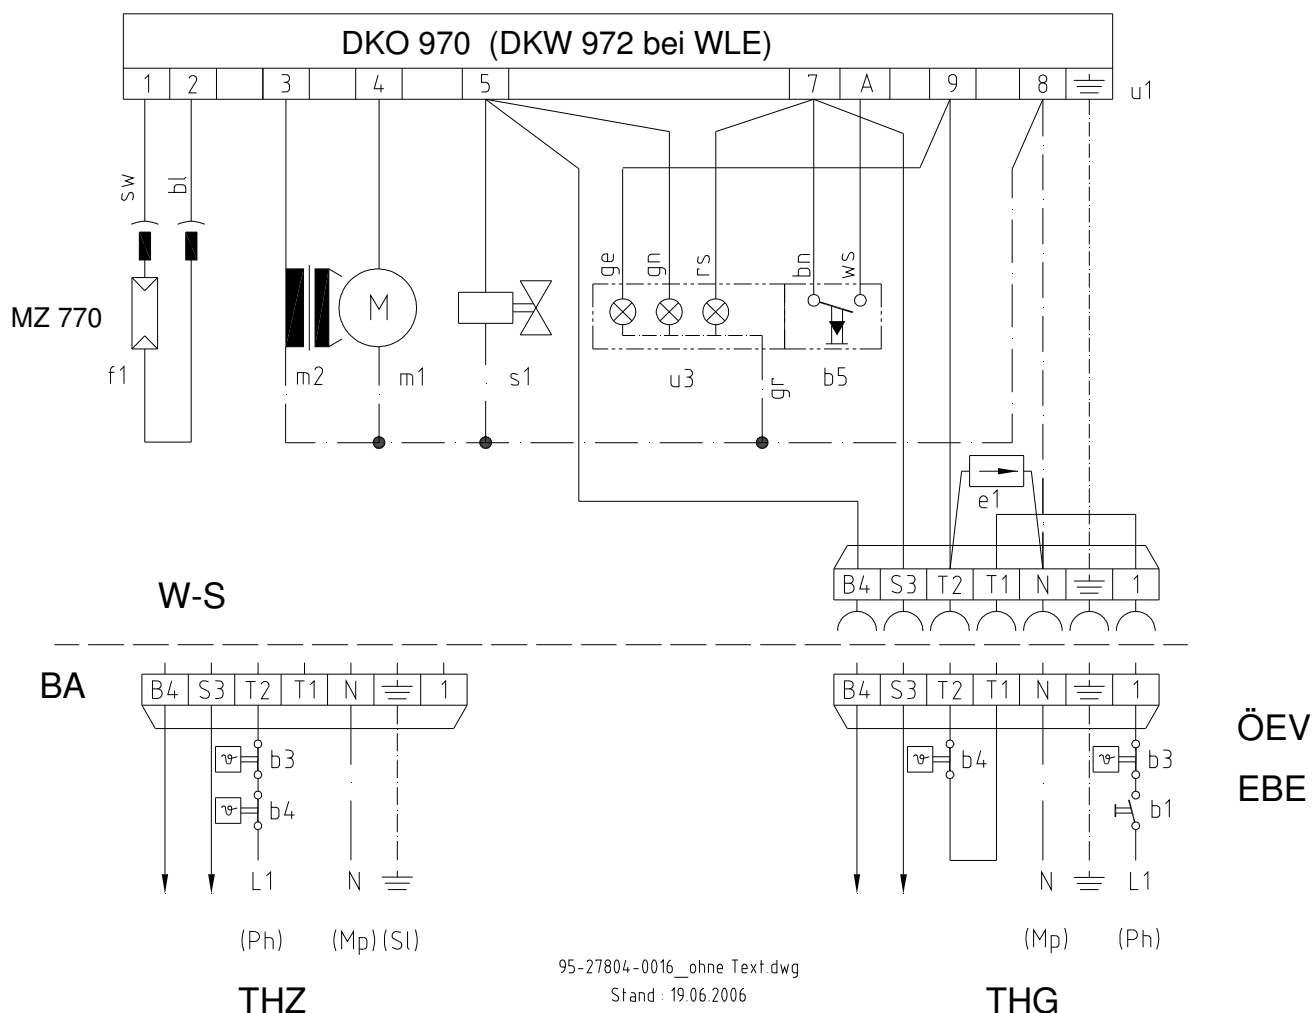 DKO 970 (DKW 972 bei WLE)
1 2 3 4 5 7 A 9 8 u1
sw bl
ge gn rs bn ws
MZ 770
M
f1 m2 m1 s1 u3 gr b5
e1
B4 S3 T2 T1 N 1
W-S
BA
B4 S3 T2 T1 N 1
B4 S3 T2 T1 N 1
ÖEV
ϑ b3
ϑ b4
ϑ b3
EBE
ϑ b4
b1
L1 N
N L1
(Ph) (Mp) (Sl)
(Mp) (Ph)
95-27804-0016_ohne Text.dwg
Stand : 19.06.2006
THZ
THG